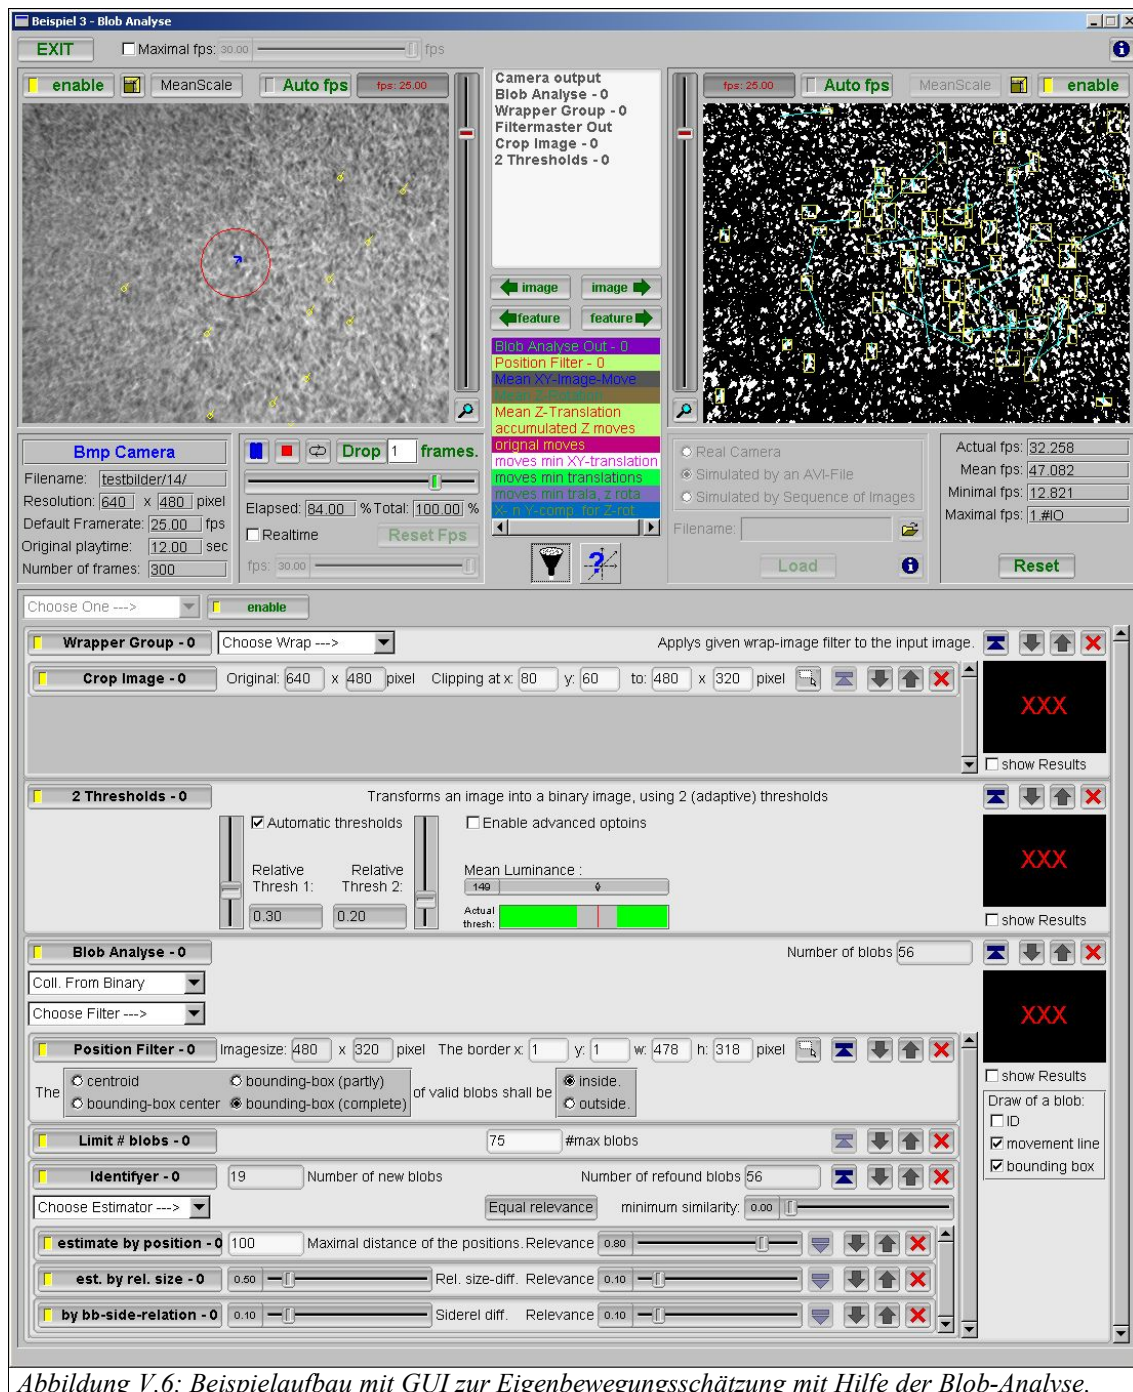 Beispiel 3 - Blob Analyse
EXIT
Maximal fps: 30.00 fps
enable MeanScale Auto fps fps: 25.00
Camera output
Blob Analyse - 0
Wrapper Group - 0
Filtermaster Out
Crop Image - 0
2 Thresholds - 0
fps: 25.00 Auto fps MeanScale enable
image image
feature feature
Blob Analyse Out - 0
Position Filter - 0
Mean XY-Image-Move
Mean Z-Rotation
Mean Z-Translation
accumulated Z moves
orignal moves
moves min XY-translation
moves min translations
moves min trala, z rota
X- n Y-comp. for Z-rot
Bmp Camera
Filename: testbilder/14/
Resolution: 640 x 480 pixel
Default Framerate: 25.00 fps
Original playtime: 12.00 sec
Number of frames: 300
Drop 1 frames.
Elapsed: 84.00 % Total: 100.00 %
Realtime Reset Fps
fps: 30.00
Real Camera
Simulated by an AVI-File
Simulated by Sequence of Images
Filename:
Load
Actual fps: 32.258
Mean fps: 47.082
Minimal fps: 12.821
Maximal fps: 1.#IO
Reset
Choose One ---> enable
Wrapper Group - 0 Choose Wrap ---> Applys given wrap-image filter to the input image.
Crop Image - 0 Original: 640 x 480 pixel Clipping at x: 80 y: 60 to: 480 x 320 pixel
XXX
show Results
2 Thresholds - 0 Transforms an image into a binary image, using 2 (adaptive) thresholds
Automatic thresholds Enable advanced optoins
Relative Thresh 1: Relative Thresh 2:
0.30 0.20
Mean Luminance :
149
Actual thresh:
XXX
show Results
Blob Analyse - 0 Number of blobs 56
Coll. From Binary
Choose Filter --->
XXX
show Results
Position Filter - 0 Imagesize: 480 x 320 pixel The border x: 1 y: 1 w: 478 h: 318 pixel
The centroid bounding-box (partly) of valid blobs shall be inside.
bounding-box center bounding-box (complete) outside.
Draw of a blob:
ID
movement line
bounding box
Limit # blobs - 0 75 #max blobs
Identifyer - 0 19 Number of new blobs Number of refound blobs 56
Choose Estimator ---> Equal relevance minimum similarity: 0.00
estimate by position - 0 100 Maximal distance of the positions. Relevance 0.80
est. by rel. size - 0 0.50 Rel. size-diff. Relevance 0.10
by bb-side-relation - 0 0.10 Siderel diff. Relevance 0.10
Abbildung V.6: Beispielaufbau mit GUI zur Eigenbewegungsschätzung mit Hilfe der Blob-Analyse.